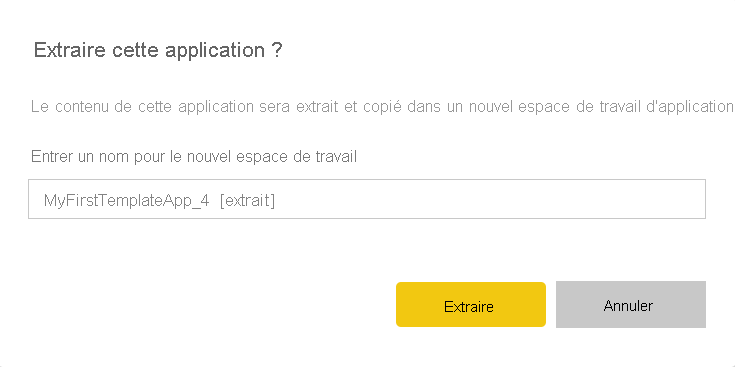 Extraire cette application ?
Le contenu de cette application sera extrait et copié dans un nouvel espace de travail d'application
Entrer un nom pour le nouvel espace de travail
MyFirstTemplateApp_4 [extrait]
Extraire
Annuler